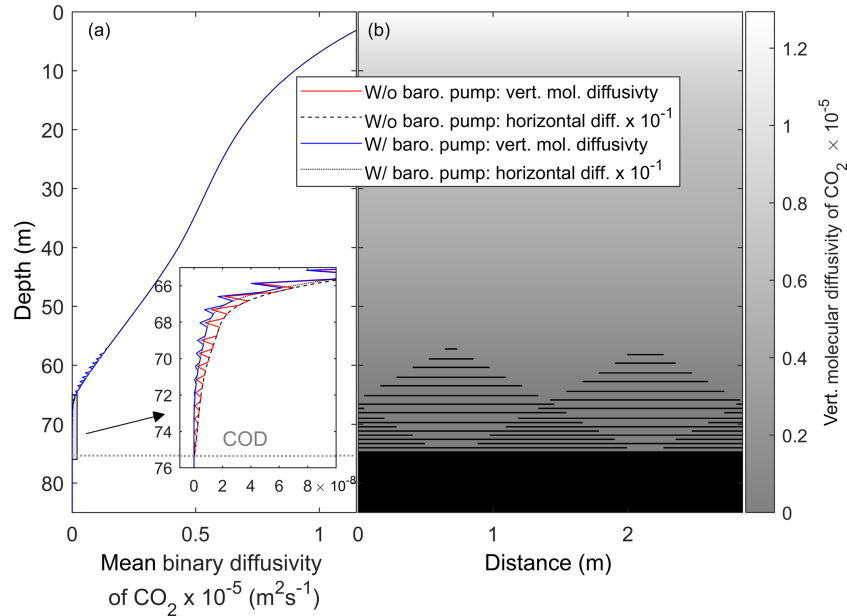 (a)
(b)
0
10
20
30
40
50
60
70
80
Depth (m)
W/o baro. pump: vert. mol. diffusivty
W/o baro. pump: horizontal diff. x 10⁻¹
W/ baro. pump: vert. mol. diffusivty
W/ baro. pump: horizontal diff. x 10⁻¹
66
68
70
72
74
76
COD
0 2 4 6 8 × 10⁻⁸
0 0.5 1
Mean binary diffusivity
of CO₂ x 10⁻⁵ (m²s⁻¹)
0 1 2
Distance (m)
1.2
1
0.8
0.6
0.4
0.2
0
Vert. molecular diffusivity of CO₂ × 10⁻⁵